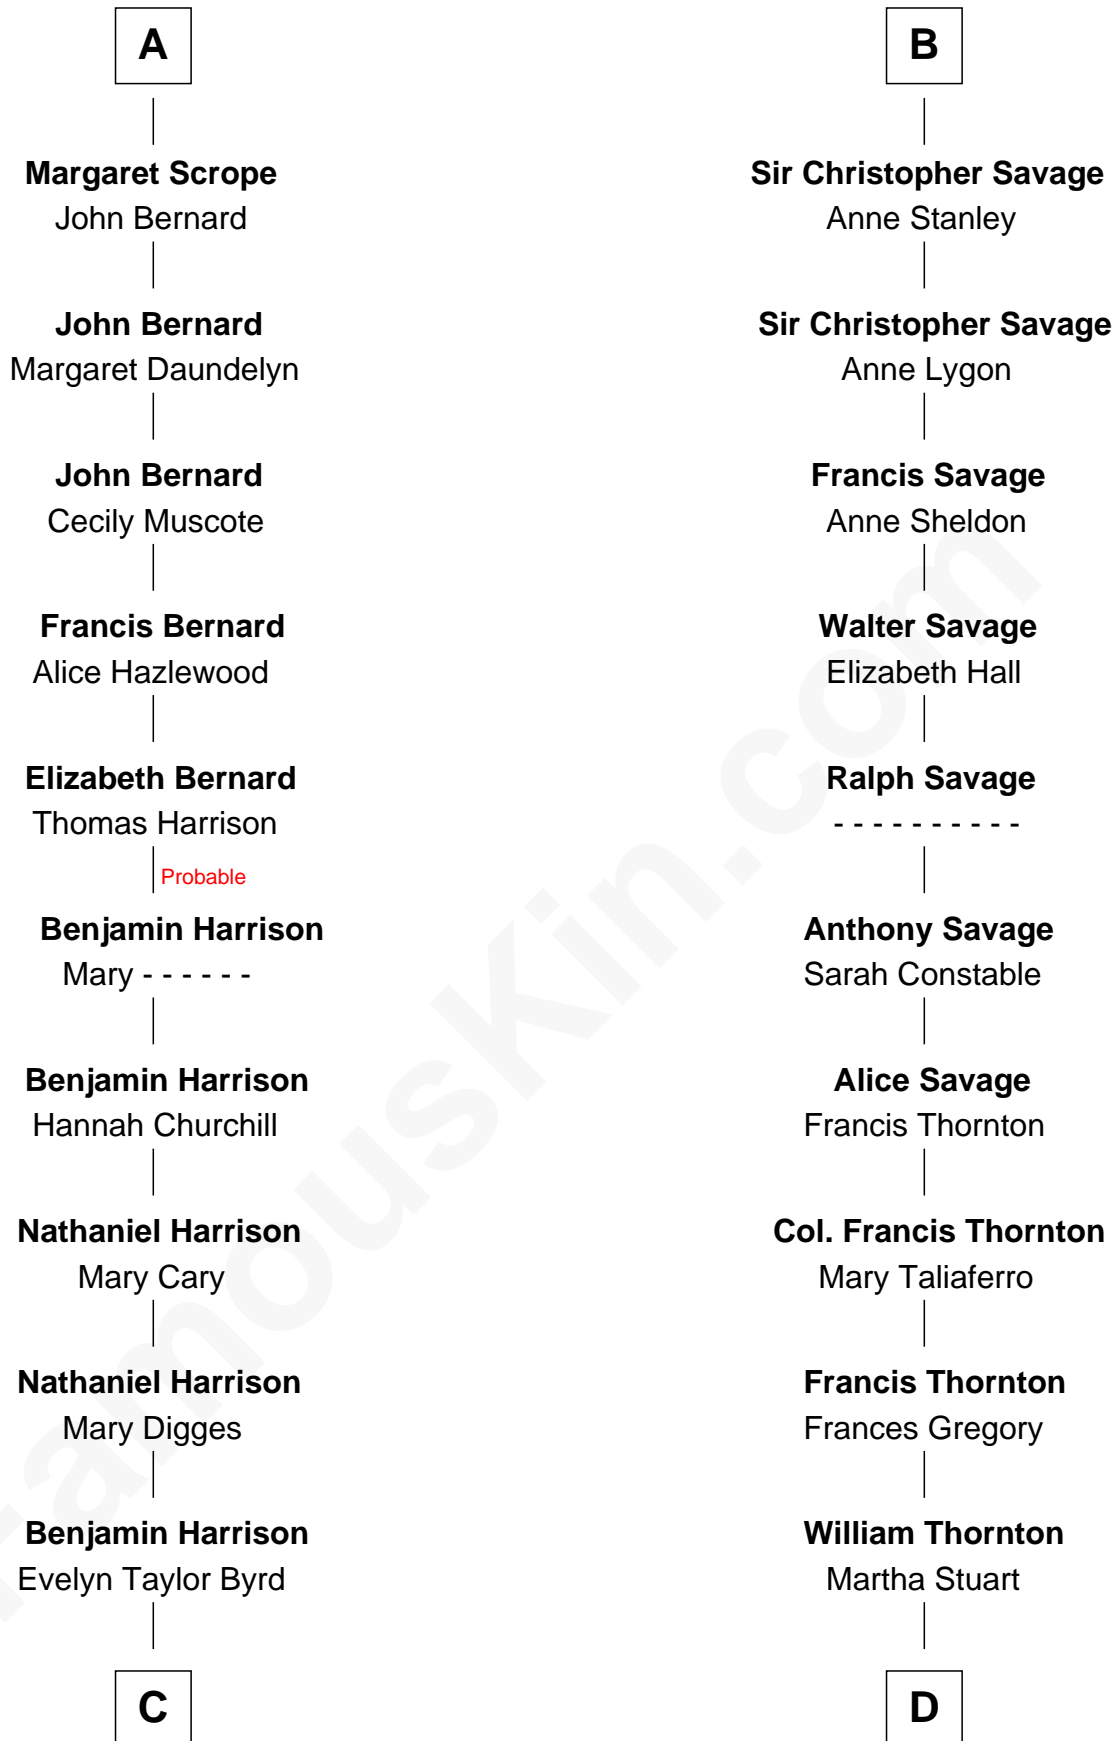 A
Margaret Scrope
John Bernard
John Bernard
Margaret Daundelyn
John Bernard
Cecily Muscote
Francis Bernard
Alice Hazlewood
Elizabeth Bernard
Thomas Harrison
Probable
Benjamin Harrison
Mary - - - - - -
Benjamin Harrison
Hannah Churchill
Nathaniel Harrison
Mary Cary
Nathaniel Harrison
Mary Digges
Benjamin Harrison
Evelyn Taylor Byrd
C
B
Sir Christopher Savage
Anne Stanley
Sir Christopher Savage
Anne Lygon
Francis Savage
Anne Sheldon
Walter Savage
Elizabeth Hall
Ralph Savage
- - - - - - - - - -
Anthony Savage
Sarah Constable
Alice Savage
Francis Thornton
Col. Francis Thornton
Mary Taliaferro
Francis Thornton
Frances Gregory
William Thornton
Martha Stuart
D
FamousKin.com